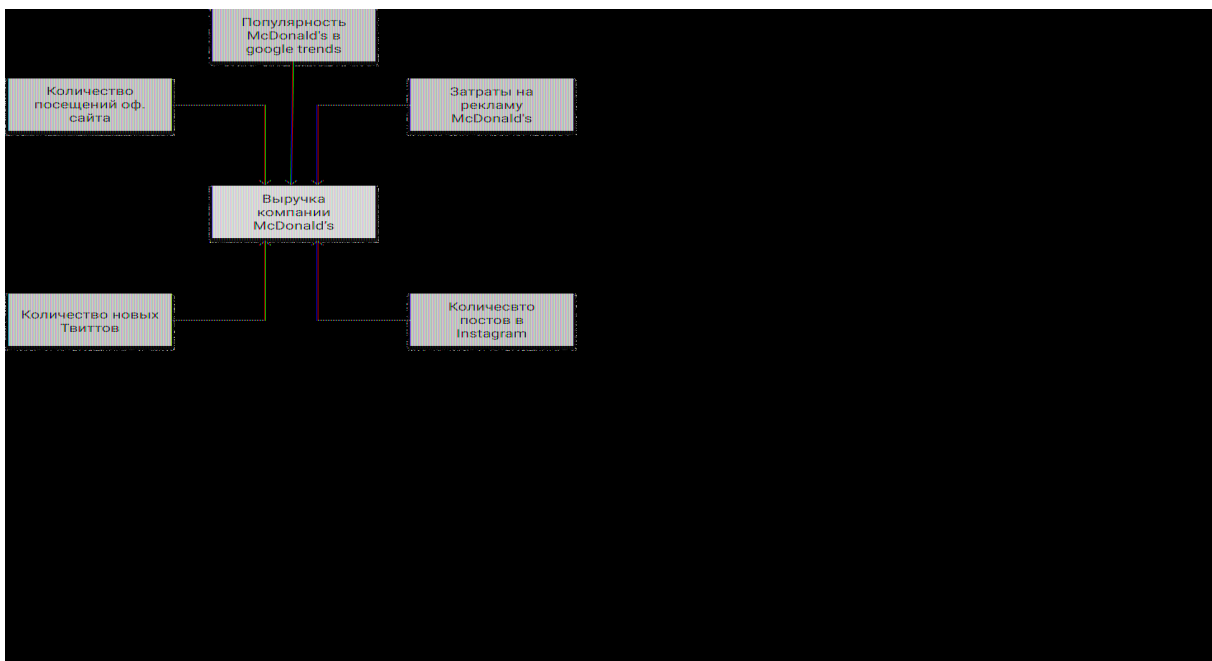 Популярность
McDonald's в
google trends
Количество
посещений оф.
сайта
Затраты на
рекламу
McDonald's
Выручка
компании
McDonald's
Количество новых
Твиттов
Количесвто
постов в
Instagram